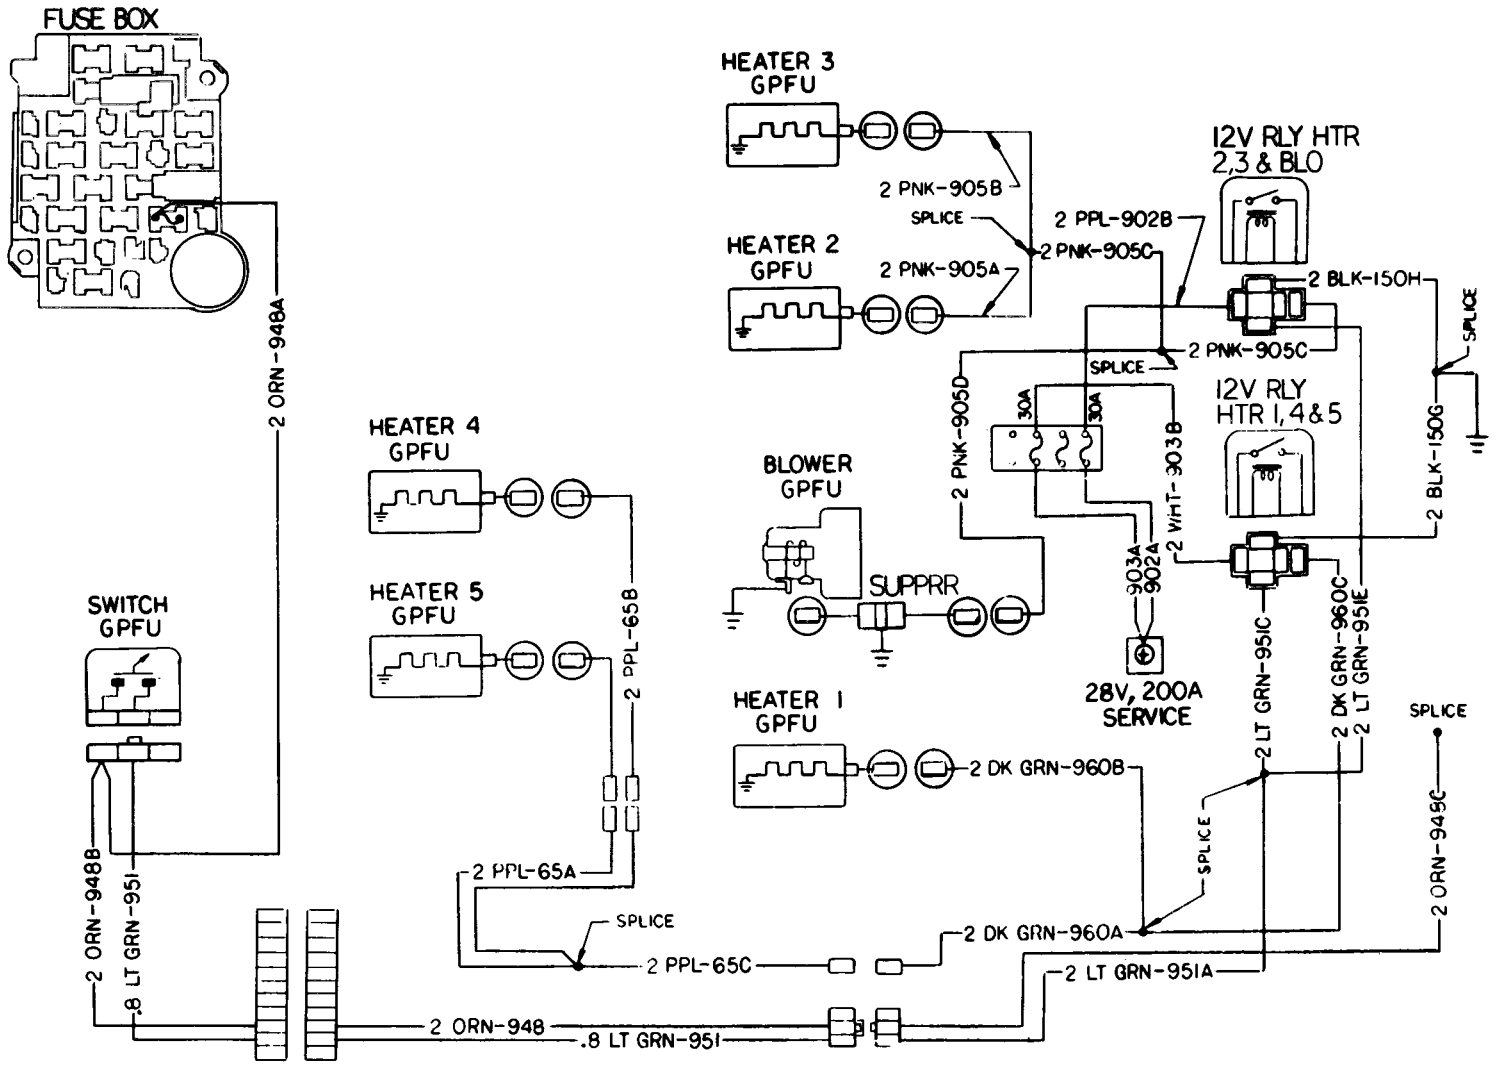 FUSE BOX
HEATER 3
GPFU
12V RLY HTR
2,3 & BLO
2 PNK-905B
SPLICE
2 PPL-902B
HEATER 2
GPFU
2 PNK-905C
2 PNK-905A
2 BLK-150H
SPLICE
2 ORN-948A
2 PNK-905C
SPLICE
12V RLY
HTR 1,4&5
30A
30A
2 PNK-905D
2 WHT-903B
2 BLK-150G
HEATER 4
GPFU
BLOWER
GPFU
903A
902A
SUPPRR
HEATER 5
GPFU
2 PPL-65B
SWITCH
GPFU
28V, 200A
SERVICE
2 LT GRN-951C
2 DK GRN-960C
2 LT GRN-951E
HEATER 1
GPFU
SPLICE
2 DK GRN-960B
SPLICE
2 ORN-948C
2 ORN-948B
.8 LT GRN-951
2 PPL-65A
SPLICE
2 DK GRN-960A
2 PPL-65C
2 LT GRN-951A
2 ORN-948
.8 LT GRN-951